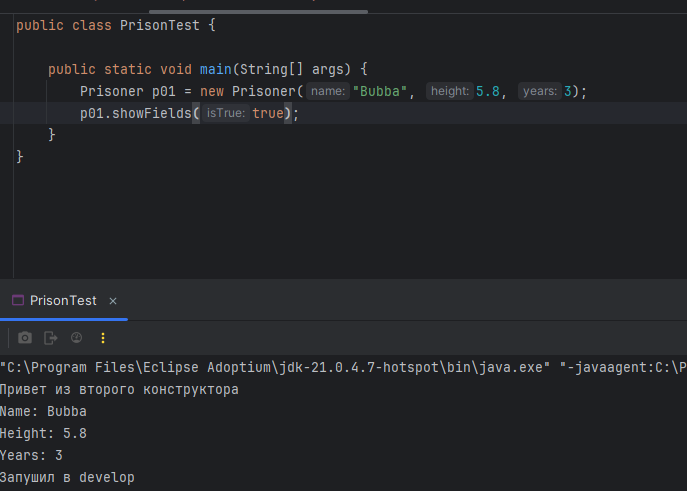 public class PrisonTest {
public static void main(String[] args) {
Prisoner p01 = new Prisoner( name: "Bubba", height: 5.8, years: 3);
p01.showFields( isTrue: true);
}
}
PrisonTest ×
"C:\Program Files\Eclipse Adoptium\jdk-21.0.4.7-hotspot\bin\java.exe" "-javaagent:C:\P
Привет из второго конструктора
Name: Bubba
Height: 5.8
Years: 3
Запушил в develop